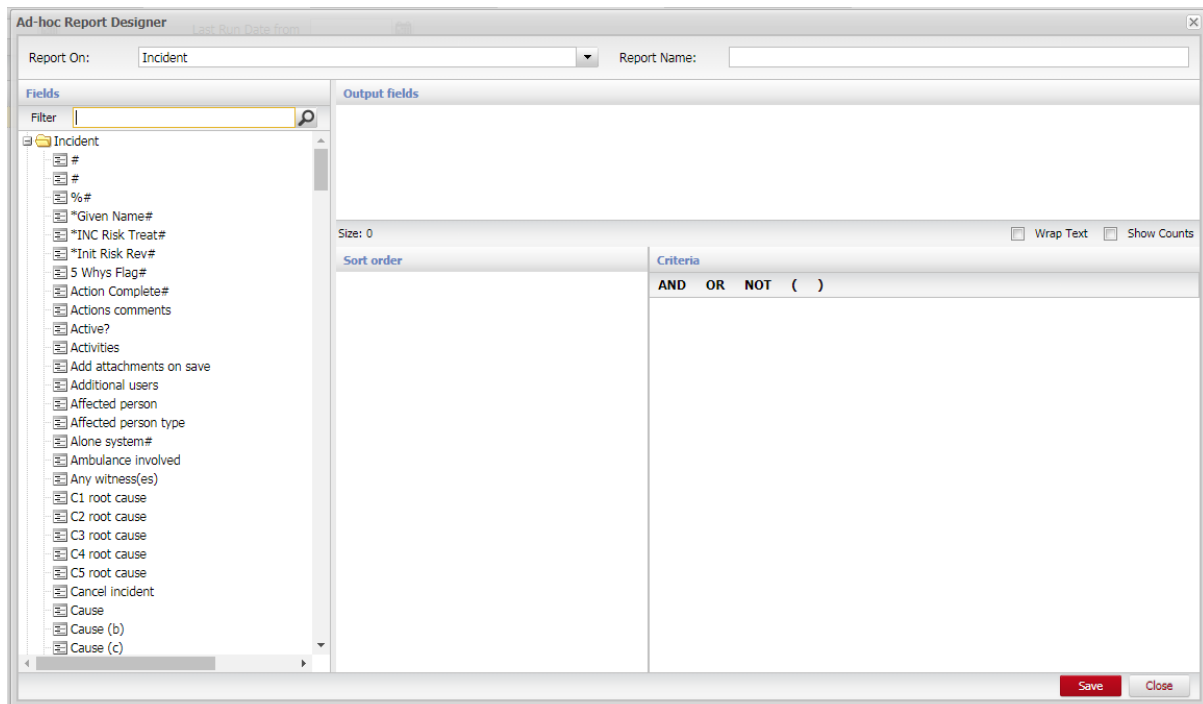 Ad-hoc Report Designer
Last Run Date from
Report On: Incident Report Name:
Fields
Filter
Incident
#
#
%#
*Given Name#
*INC Risk Treat#
*Init Risk Rev#
5 Whys Flag#
Action Complete#
Actions comments
Active?
Activities
Add attachments on save
Additional users
Affected person
Affected person type
Alone system#
Ambulance involved
Any witness(es)
C1 root cause
C2 root cause
C3 root cause
C4 root cause
C5 root cause
Cancel incident
Cause
Cause (b)
Cause (c)
Output fields
Size: 0 Wrap Text Show Counts
Sort order
Criteria
AND OR NOT ( )
Save Close